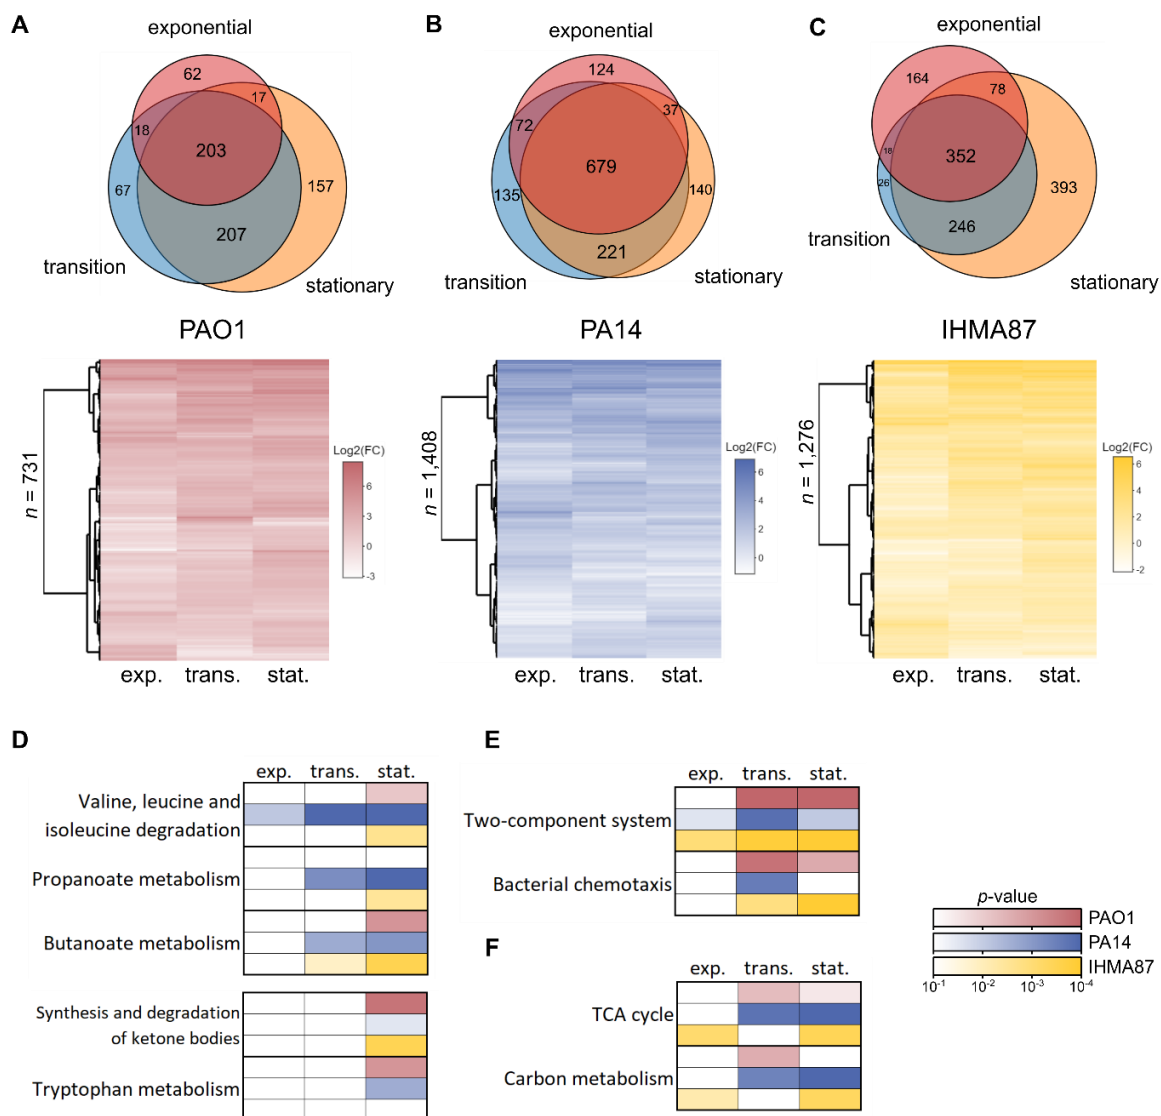 A
exponential
62
17
18
203
67
157
207
transition
stationary
B
exponential
124
37
72
679
135
140
221
transition
stationary
C
exponential
164
78
18
352
26
393
246
transition
stationary
PAO1
n = 731
Log2(FC)
6
3
0
-3
exp. trans. stat.
PA14
n = 1,408
Log2(FC)
6
4
2
0
exp. trans. stat.
IHMA87
n = 1,276
Log2(FC)
6
4
2
0
-2
exp. trans. stat.
D
exp. trans. stat.
Valine, leucine and
isoleucine degradation
Propanoate metabolism
Butanoate metabolism
Synthesis and degradation
of ketone bodies
Tryptophan metabolism
E
exp. trans. stat.
Two-component system
Bacterial chemotaxis
F
exp. trans. stat.
TCA cycle
Carbon metabolism
p-value
PAO1
PA14
IHMA87
10-1 10-2 10-3 10-4